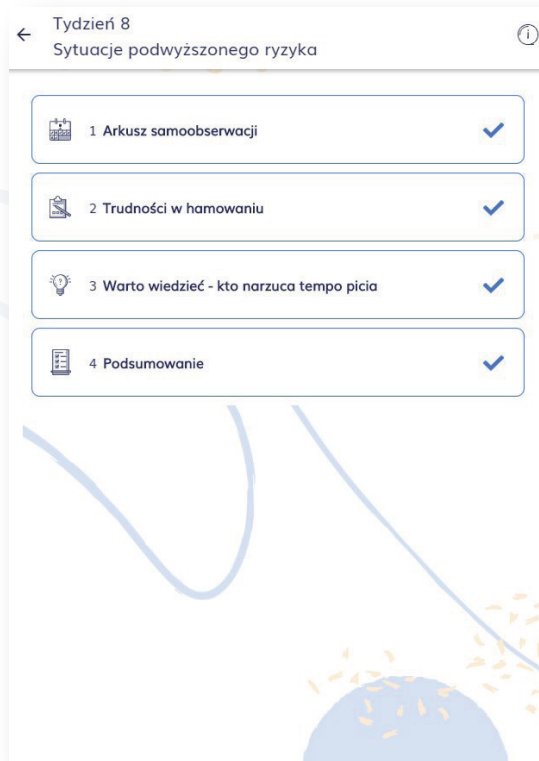 Tydzień 8
Sytuacje podwyższonego ryzyka
1 Arkusz samoobserwacji
2 Trudności w hamowaniu
3 Warto wiedzieć - kto narzuca tempo picia
4 Podsumowanie